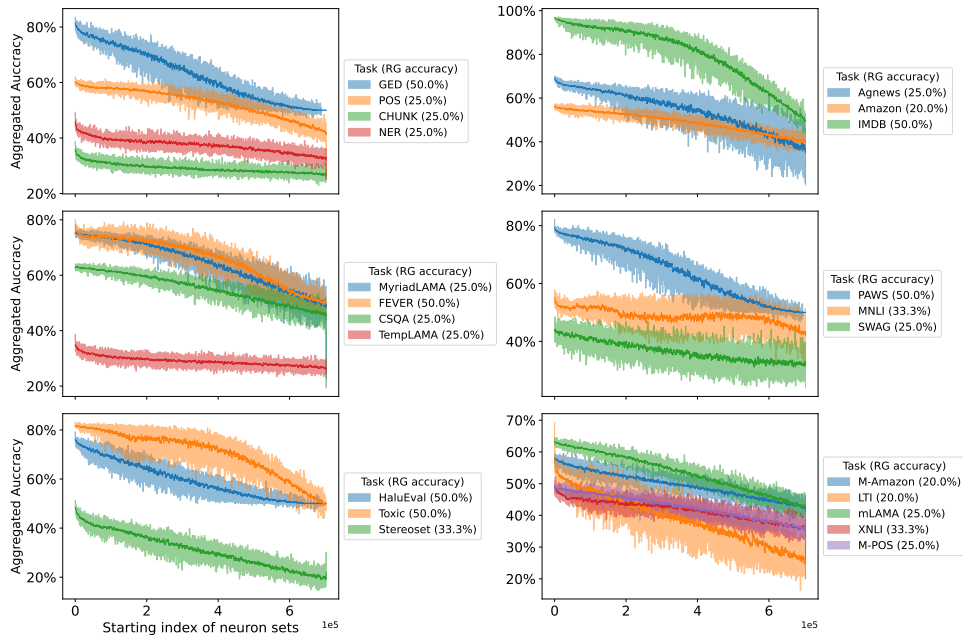 80%
60%
40%
20%
Aggregated Auccracy
Task (RG accuracy)
GED (50.0%)
POS (25.0%)
CHUNK (25.0%)
NER (25.0%)
100%
80%
60%
40%
20%
Task (RG accuracy)
Agnews (25.0%)
Amazon (20.0%)
IMDB (50.0%)
80%
60%
40%
20%
Aggregated Auccracy
Task (RG accuracy)
MyriadLAMA (25.0%)
FEVER (50.0%)
CSQA (25.0%)
TempLAMA (25.0%)
80%
60%
40%
Task (RG accuracy)
PAWS (50.0%)
MNLI (33.3%)
SWAG (25.0%)
80%
60%
40%
20%
Aggregated Auccracy
0 2 4 6
1e5
Starting index of neuron sets
Task (RG accuracy)
HaluEval (50.0%)
Toxic (50.0%)
Stereoset (33.3%)
70%
60%
50%
40%
30%
20%
0 2 4 6
1e5
Task (RG accuracy)
M-Amazon (20.0%)
LTI (20.0%)
mLAMA (25.0%)
XNLI (33.3%)
M-POS (25.0%)